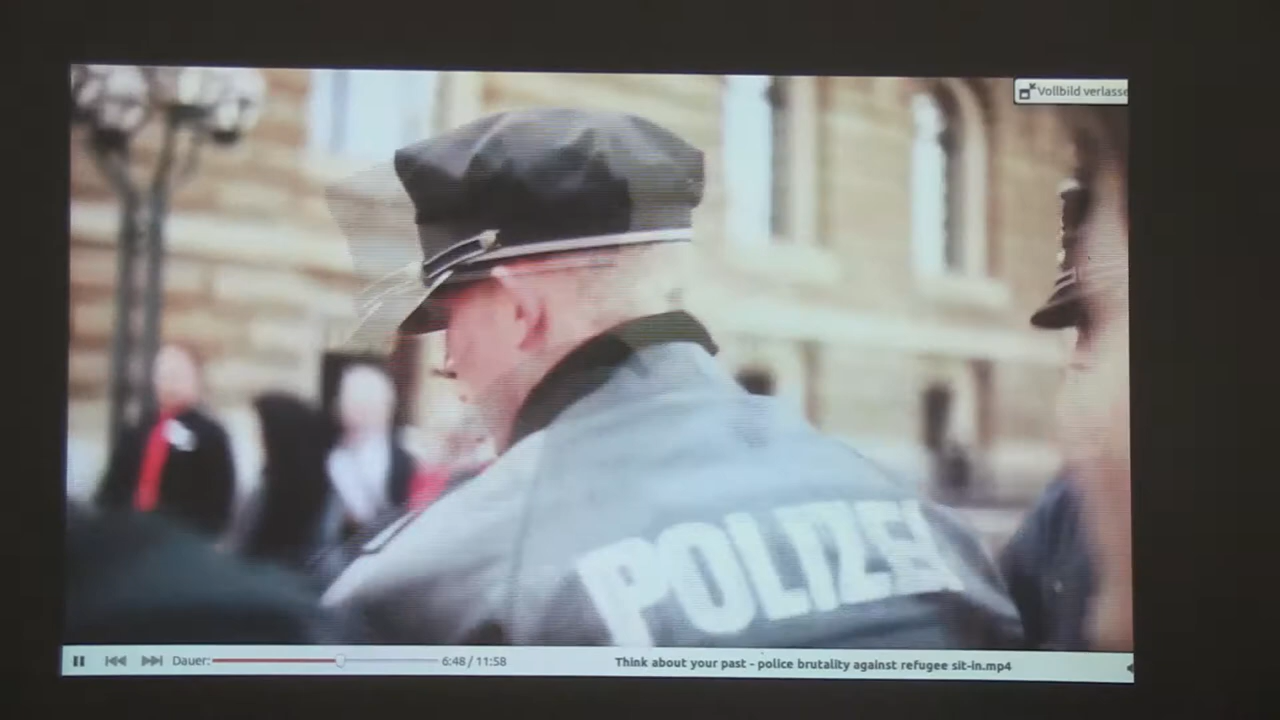 Vollbild verlasse
POLIZEI
Dauer:
6:48 / 11:58
Think about your past - police brutality against refugee sit-in.mp4